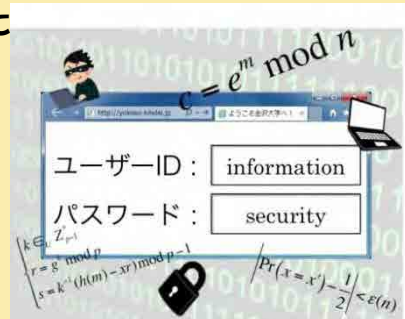 c = e^m mod n
ようこそ金沢大学へ!
ユーザーID : information
パスワード : security
k ∈_U Z*_{p-1}
r = g^k mod p
s = k^{-1}(h(m) − xr) mod p−1
|Pr(x = x') − 1/2| < ε(n)